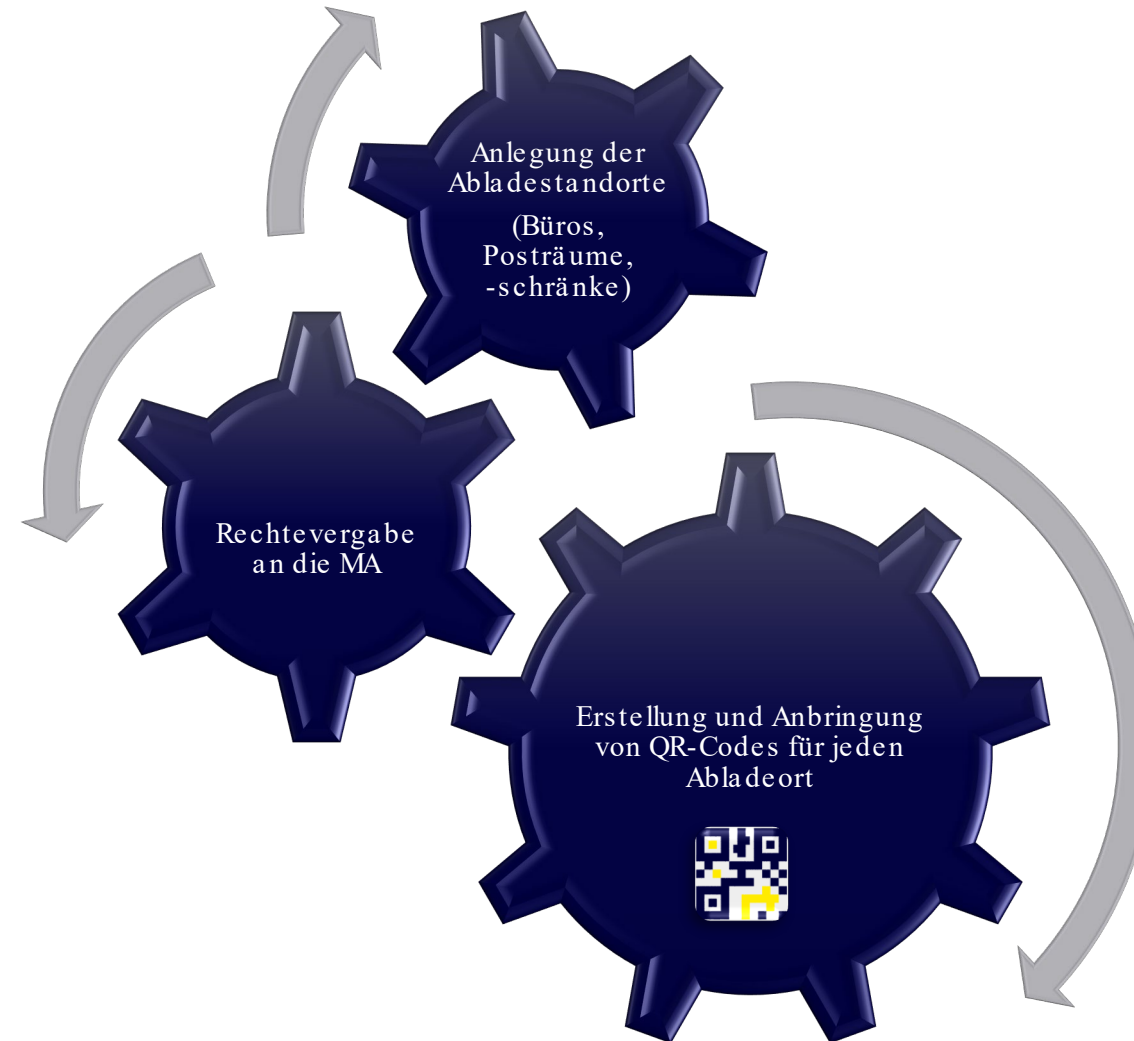 Anlegung der
Abladestandorte
(Büros,
Posträume,
-schränke)
Rechtevergabe
an die MA
Erstellung und Anbringung
von QR-Codes für jeden
Abladeort